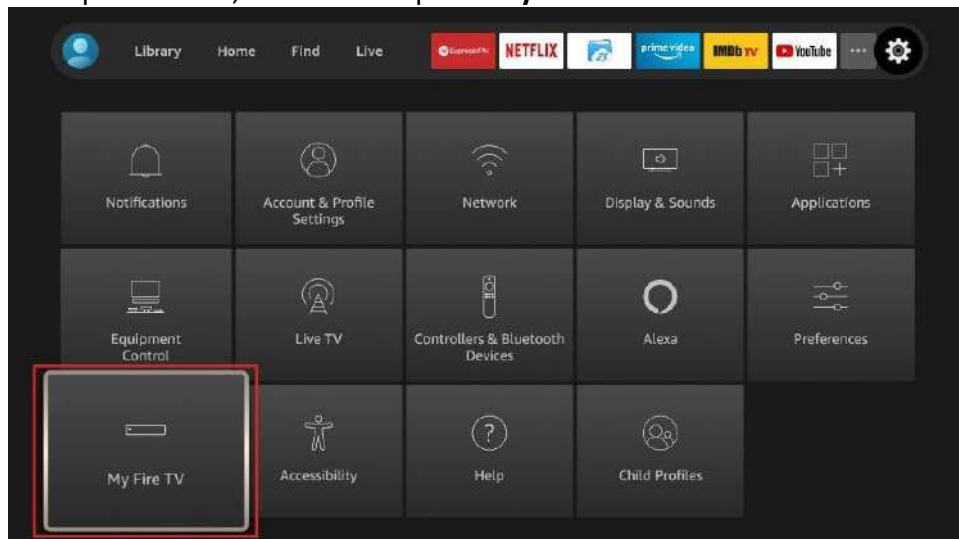 Library Home Find Live ExpressVPN NETFLIX prime video IMDb TV YouTube
Notifications
Account & Profile
Settings
Network
Display & Sounds
Applications
Equipment
Control
Live TV
Controllers & Bluetooth
Devices
Alexa
Preferences
My Fire TV
Accessibility
Help
Child Profiles